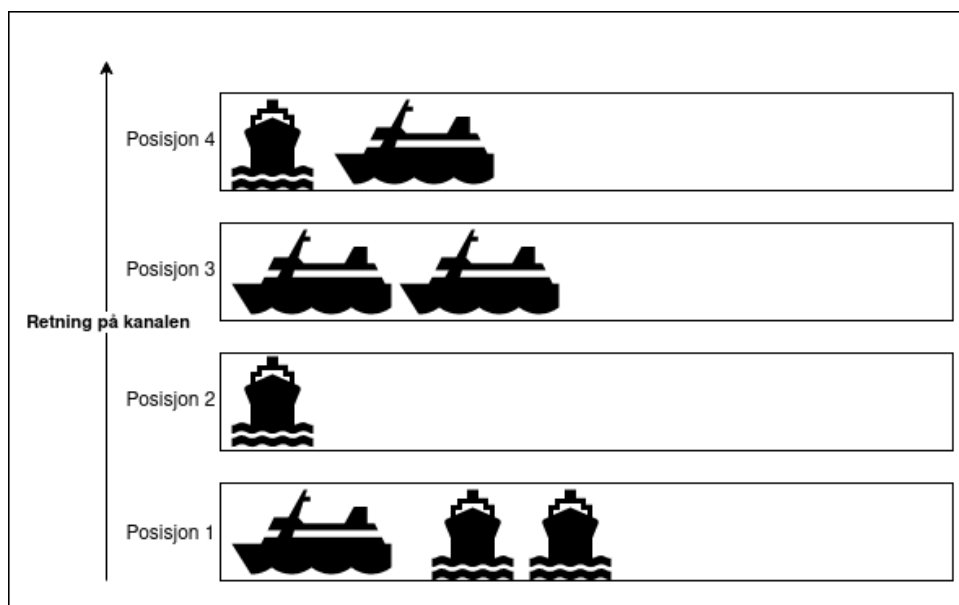 Posisjon 4
Posisjon 3
Retning på kanalen
Posisjon 2
Posisjon 1